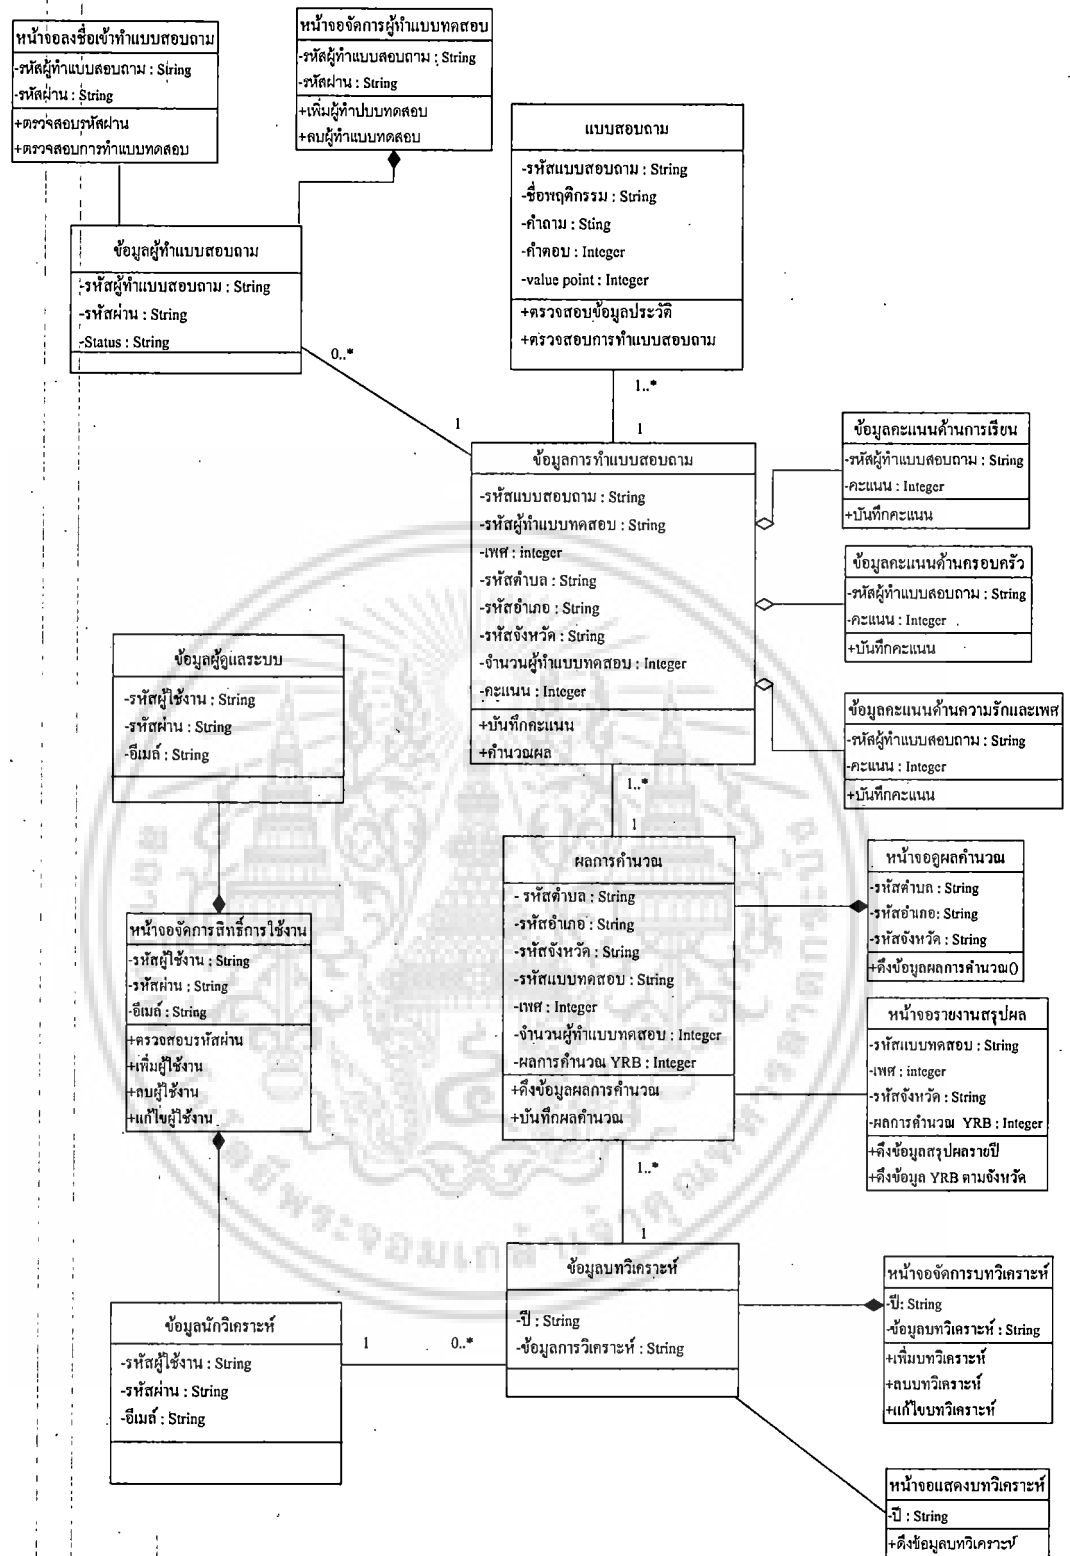 หน้าจอลงชื่อเข้าทำแบบสอบถาม
-รหัสผู้ทำแบบสอบถาม : String
-รหัสผ่าน : String
+ตรวจสอบรหัสผ่าน
+ตรวจสอบการทำแบบทดสอบ
หน้าจอจัดการผู้ทำแบบทดสอบ
-รหัสผู้ทำแบบสอบถาม : String
-รหัสผ่าน : String
+เพิ่มผู้ทำปบบทดสอบ
+ลบผู้ทำแบบทดสอบ
แบบสอบถาม
-รหัสแบบสอบถาม : String
-ชื่อพฤติกรรม : String
-คำถาม : Sting
-คำตอบ : Integer
-value point : Integer
+ตรวจสอบข้อมูลประวัติ
+ตรวจสอบการทำแบบสอบถาม
ข้อมูลผู้ทำแบบสอบถาม
-รหัสผู้ทำแบบสอบถาม : String
-รหัสผ่าน : String
-Status : String
0..*
1
1..*
1
ข้อมูลการทำแบบสอบถาม
-รหัสแบบสอบถาม : String
-รหัสผู้ทำแบบทดสอบ : String
-เพศ : integer
-รหัสตำบล : String
-รหัสอำเภอ : String
-รหัสจังหวัด : String
-จำนวนผู้ทำแบบทดสอบ : Integer
-คะแนน : Integer
+บันทึกคะแนน
+คำนวณผล
ข้อมูลคะแนนด้านการเรียน
-รหัสผู้ทำแบบสอบถาม : String
-คะแนน : Integer
+บันทึกคะแนน
ข้อมูลคะแนนด้านครอบครัว
-รหัสผู้ทำแบบสอบถาม : String
-คะแนน : Integer
+บันทึกคะแนน
ข้อมูลคะแนนด้านความรักและเพศ
-รหัสผู้ทำแบบสอบถาม : String
-คะแนน : Integer
+บันทึกคะแนน
ข้อมูลผู้ดูแลระบบ
-รหัสผู้ใช้งาน : String
-รหัสผ่าน : String
-อีเมล์ : String
1..*
1
ผลการคำนวณ
- รหัสตำบล : String
-รหัสอำเภอ : String
-รหัสจังหวัด : String
-รหัสแบบทดสอบ : String
-เพศ : Integer
-จำนวนผู้ทำแบบทดสอบ : Integer
-ผลการคำนวณ YRB : Integer
+ดึงข้อมูลผลการคำนวณ
+บันทึกผลคำนวณ
หน้าจอดูผลคำนวณ
-รหัสตำบล : String
-รหัสอำเภอ: String
-รหัสจังหวัด : String
+ดึงข้อมูลผลการคำนวณ()
หน้าจอรายงานสรุปผล
-รหัสแบบทดสอบ : String
-เพศ : integer
-รหัสจังหวัด : String
-ผลการคำนวณ YRB : Integer
+ดึงข้อมูลสรุปผลรายปี
+ดึงข้อมูล YRB ตามจังหวัด
หน้าจอจัดการสิทธิ์การใช้งาน
-รหัสผู้ใช้งาน : String
-รหัสผ่าน : String
-อีเมล์ : String
+ตรวจสอบรหัสผ่าน
+เพิ่มผู้ใช้งาน
+ลบผู้ใช้งาน
+แก้ไขผู้ใช้งาน
1..*
1
ข้อมูลบทวิเคราะห์
-ปี : String
-ข้อมูลการวิเคราะห์ : String
หน้าจอจัดการบทวิเคราะห์
-ปี: String
-ข้อมูลบทวิเคราะห์ : String
+เพิ่มบทวิเคราะห์
+ลบบทวิเคราะห์
+แก้ไขบทวิเคราะห์
ข้อมูลนักวิเคราะห์
-รหัสผู้ใช้งาน : String
-รหัสผ่าน : String
-อีเมล์ : String
1
0..*
หน้าจอแสดงบทวิเคราะห์
-ปี : String
+ดึงข้อมูลบทวิเคราะห์